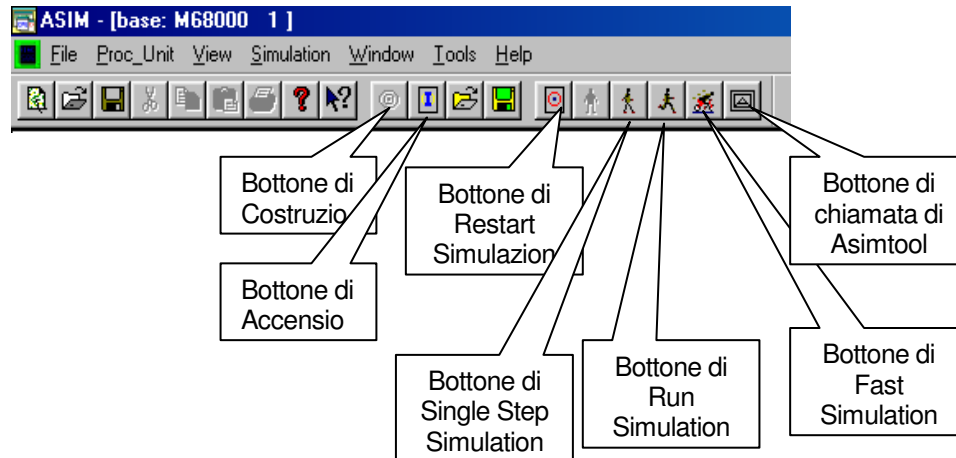 ASIM - [base: M68000 1 ]
File Proc_Unit View Simulation Window Tools Help
Bottone di
Costruzio
Bottone di
Restart
Simulazion
Bottone di
chiamata di
Asimtool
Bottone di
Accensio
Bottone di
Single Step
Simulation
Bottone di
Run
Simulation
Bottone di
Fast
Simulation